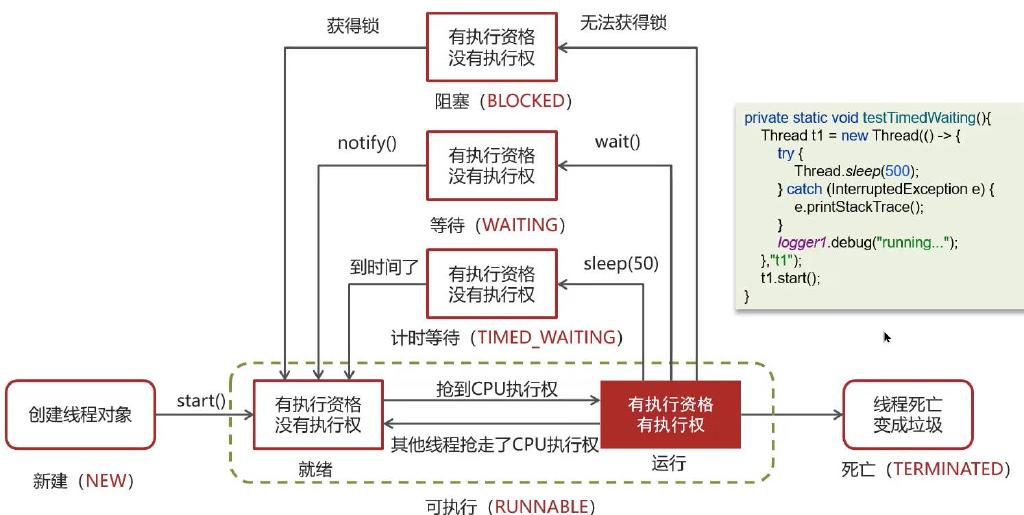 获得锁
有执行资格
没有执行权
无法获得锁
阻塞（BLOCKED）
notify()
有执行资格
没有执行权
wait()
等待（WAITING）
到时间了
有执行资格
没有执行权
sleep(50)
计时等待（TIMED_WAITING）
private static void testTimedWaiting(){
Thread t1 = new Thread(() -> {
try {
Thread.sleep(500);
} catch (InterruptedException e) {
e.printStackTrace();
}
logger1.debug("running...");
},"t1");
t1.start();
}
创建线程对象
新建（NEW）
start()
有执行资格
没有执行权
就绪
抢到CPU执行权
其他线程抢走了CPU执行权
有执行资格
有执行权
运行
可执行（RUNNABLE）
线程死亡
变成垃圾
死亡（TERMINATED）